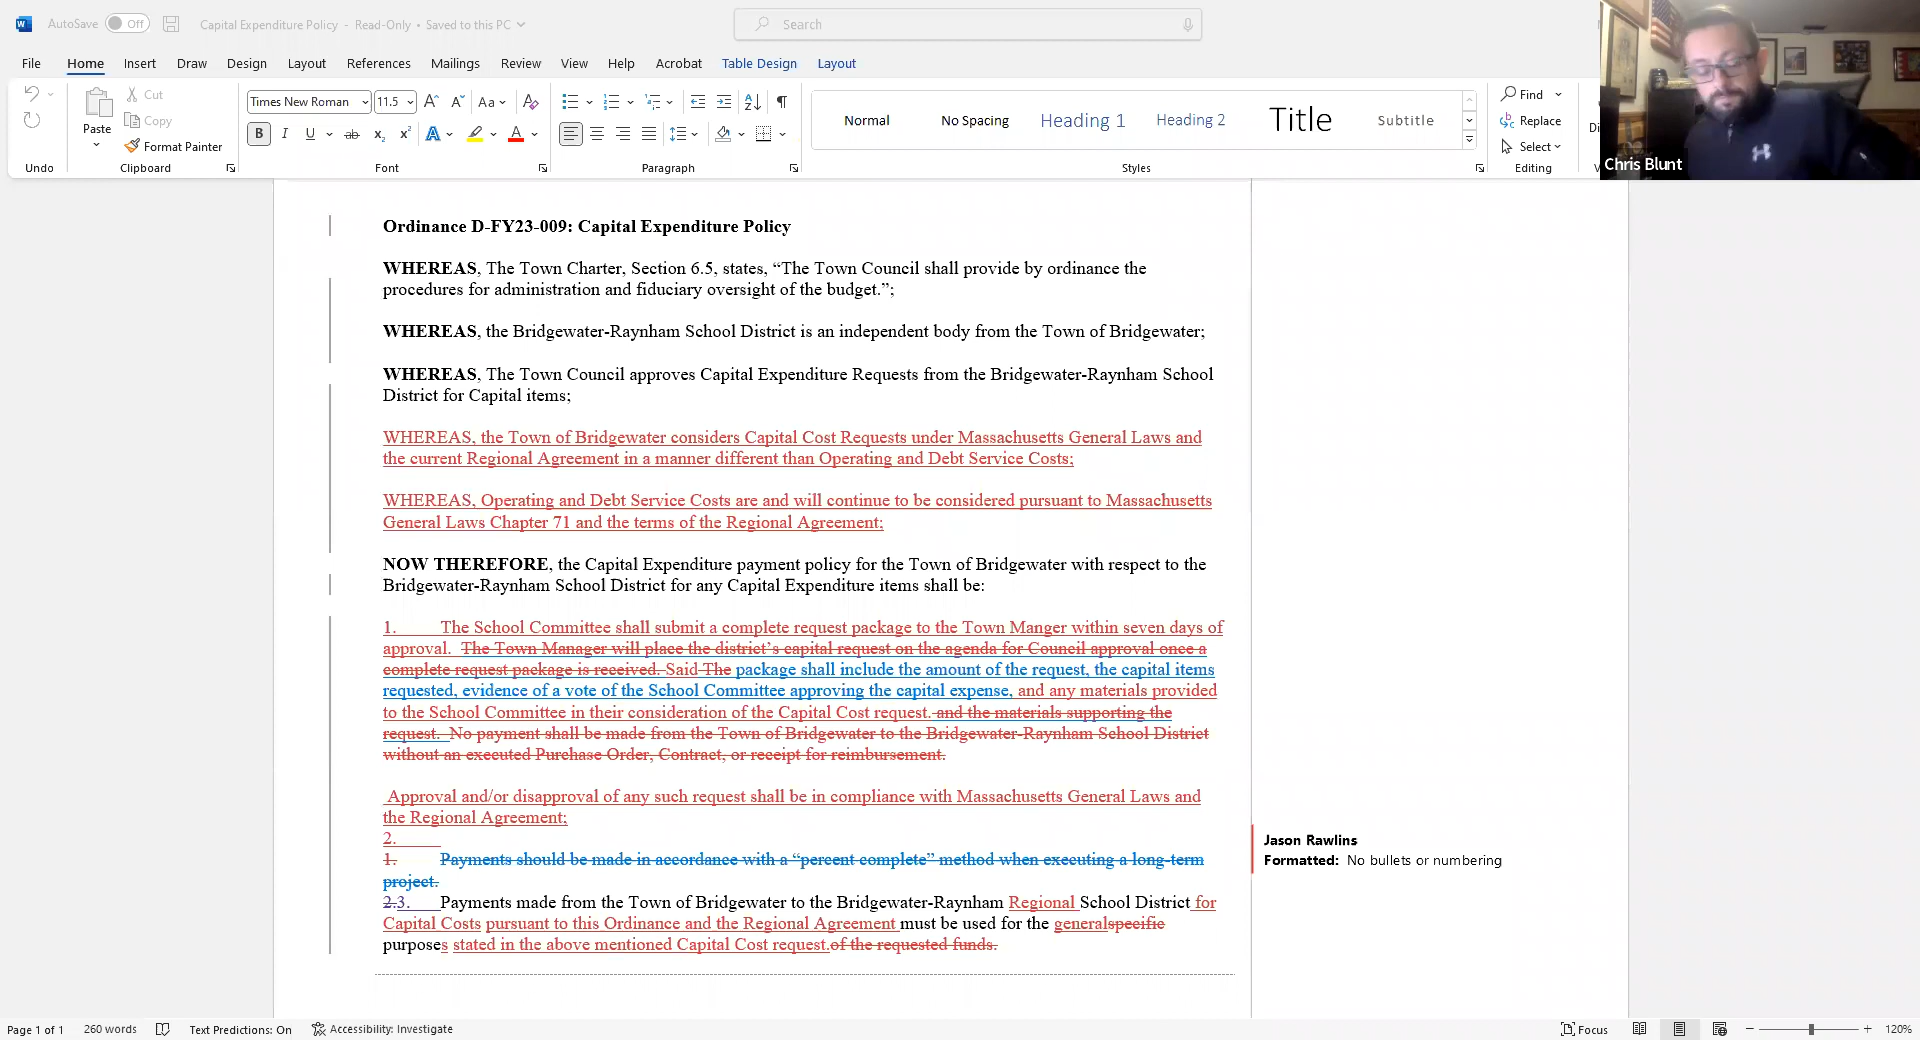 AutoSave Off Capital Expenditure Policy - Read-Only • Saved to this PC Search
File Home Insert Draw Design Layout References Mailings Review View Help Acrobat Table Design Layout
Cut Times New Roman 11.5 Aa Normal No Spacing Heading 1 Heading 2 Title Subtitle Find
Paste Copy Replace
Format Painter Select
Undo Clipboard Font Paragraph Styles Editing
Chris Blunt
Ordinance D-FY23-009: Capital Expenditure Policy
WHEREAS, The Town Charter, Section 6.5, states, “The Town Council shall provide by ordinance the
procedures for administration and fiduciary oversight of the budget.”;
WHEREAS, the Bridgewater-Raynham School District is an independent body from the Town of Bridgewater;
WHEREAS, The Town Council approves Capital Expenditure Requests from the Bridgewater-Raynham School
District for Capital items;
WHEREAS, the Town of Bridgewater considers Capital Cost Requests under Massachusetts General Laws and
the current Regional Agreement in a manner different than Operating and Debt Service Costs;
WHEREAS, Operating and Debt Service Costs are and will continue to be considered pursuant to Massachusetts
General Laws Chapter 71 and the terms of the Regional Agreement;
NOW THEREFORE, the Capital Expenditure payment policy for the Town of Bridgewater with respect to the
Bridgewater-Raynham School District for any Capital Expenditure items shall be:
1. The School Committee shall submit a complete request package to the Town Manger within seven days of
approval. The Town Manager will place the district’s capital request on the agenda for Council approval once a
complete request package is received. Said The package shall include the amount of the request, the capital items
requested, evidence of a vote of the School Committee approving the capital expense, and any materials provided
to the School Committee in their consideration of the Capital Cost request. and the materials supporting the
request. No payment shall be made from the Town of Bridgewater to the Bridgewater-Raynham School District
without an executed Purchase Order, Contract, or receipt for reimbursement.
Approval and/or disapproval of any such request shall be in compliance with Massachusetts General Laws and
the Regional Agreement;
2.
1. Payments should be made in accordance with a “percent complete” method when executing a long-term
project.
2.3. Payments made from the Town of Bridgewater to the Bridgewater-Raynham Regional School District for
Capital Costs pursuant to this Ordinance and the Regional Agreement must be used for the generalspecific
purposes stated in the above mentioned Capital Cost request.of the requested funds.
Jason Rawlins
Formatted: No bullets or numbering
Page 1 of 1 260 words Text Predictions: On Accessibility: Investigate Focus 120%